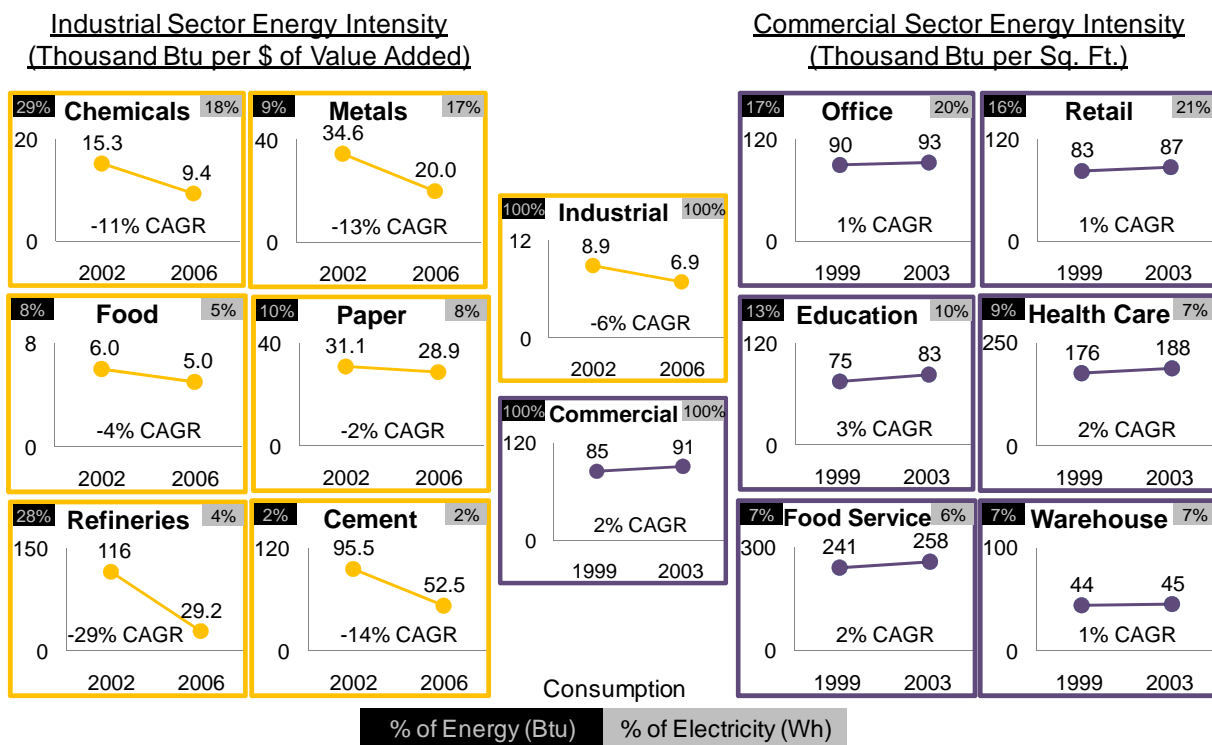 Industrial Sector Energy Intensity
(Thousand Btu per $ of Value Added)
Commercial Sector Energy Intensity
(Thousand Btu per Sq. Ft.)
29% Chemicals 18%
20
15.3
9.4
-11% CAGR
0
2002 2006
9% Metals 17%
40
34.6
20.0
-13% CAGR
0
2002 2006
8% Food 5%
8
6.0
5.0
-4% CAGR
0
2002 2006
10% Paper 8%
40
31.1
28.9
-2% CAGR
0
2002 2006
28% Refineries 4%
150
116
29.2
-29% CAGR
0
2002 2006
2% Cement 2%
120
95.5
52.5
-14% CAGR
0
2002 2006
100% Industrial 100%
12
8.9
6.9
-6% CAGR
0
2002 2006
100% Commercial 100%
120
85
91
2% CAGR
0
1999 2003
17% Office 20%
120
90
93
1% CAGR
0
1999 2003
16% Retail 21%
120
83
87
1% CAGR
0
1999 2003
13% Education 10%
120
75
83
3% CAGR
0
1999 2003
9% Health Care 7%
250
176
188
2% CAGR
0
1999 2003
7% Food Service 6%
300
241
258
2% CAGR
0
1999 2003
7% Warehouse 7%
100
44
45
1% CAGR
0
1999 2003
Consumption
% of Energy (Btu) % of Electricity (Wh)